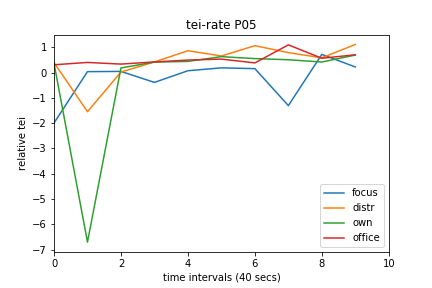 tei-rate P05
relative tei
1
0
−1
−2
−3
−4
−5
−6
−7
focus
distr
own
office
0 2 4 6 8 10
time intervals (40 secs)